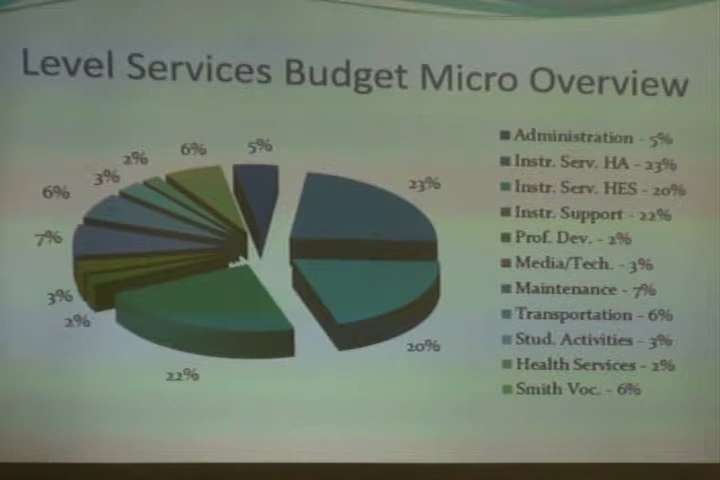 Level Services Budget Micro Overview
5%
6%
2%
3%
6%
7%
3%
2%
22%
20%
23%
Administration - 5%
Instr. Serv. HA - 23%
Instr. Serv. HES - 20%
Instr. Support - 22%
Prof. Dev. - 2%
Media/Tech. - 3%
Maintenance - 7%
Transportation - 6%
Stud. Activities - 3%
Health Services - 2%
Smith Voc. - 6%